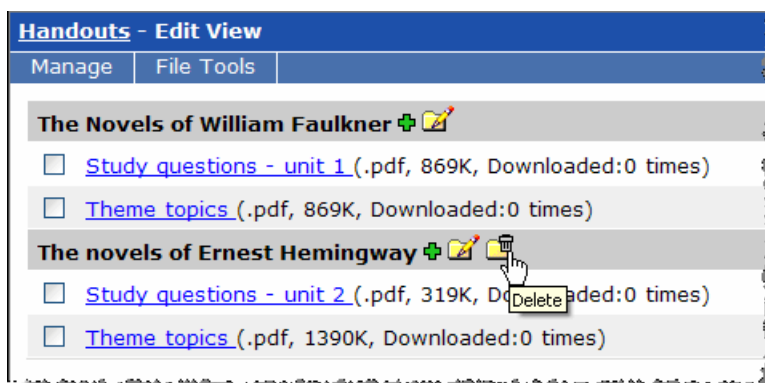 Handouts - Edit View
Manage File Tools
The Novels of William Faulkner
Study questions - unit 1 (.pdf, 869K, Downloaded:0 times)
Theme topics (.pdf, 869K, Downloaded:0 times)
The novels of Ernest Hemingway
Study questions - unit 2 (.pdf, 319K, Do aded:0 times)
Delete
Theme topics (.pdf, 1390K, Downloaded:0 times)